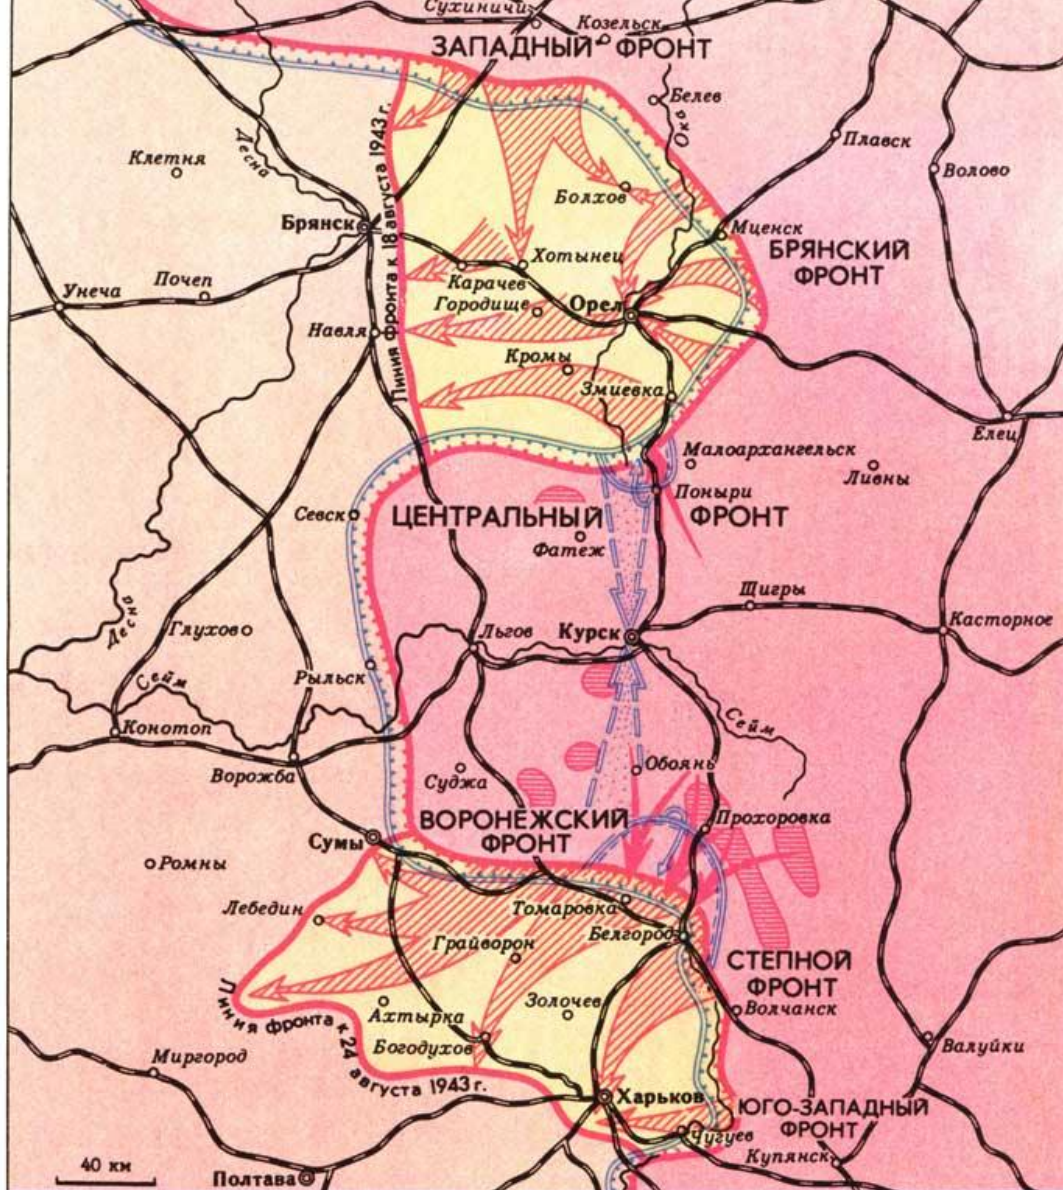 Сухиничи
Козельск
ЗАПАДНЫЙ ФРОНТ
Белев
Ока
Плавск
Десна
Клетня
Волово
Болхов
Брянск
Мценск
БРЯНСКИЙ
ФРОНТ
Линия фронта к 18 августа 1943 г.
Хотынец
Карачев
Почеп
Унеча
Городище
Орел
Навля
Кромы
Змиевка
Елец
Малоархангельск
Ливны
Поныри
Севск
ЦЕНТРАЛЬНЫЙ ФРОНТ
Фатеж
Щигры
Десна
Глухов
Льгов
Курск
Касторное
Рыльск
Сейм
Сейм
Конотоп
Ворожба
Суджа
Обоянь
Прохоровка
ВОРОНЕЖСКИЙ
ФРОНТ
Сумы
Ромны
Лебедин
Томаровка
Белгород
Грайворон
СТЕПНОЙ
ФРОНТ
Золочев
Волчанск
Ахтырка
Линия фронта к 24 августа 1943 г.
Богодухов
Миргород
Валуйки
Харьков
ЮГО-ЗАПАДНЫЙ
ФРОНТ
Чугуев
Купянск
40 км
Полтава